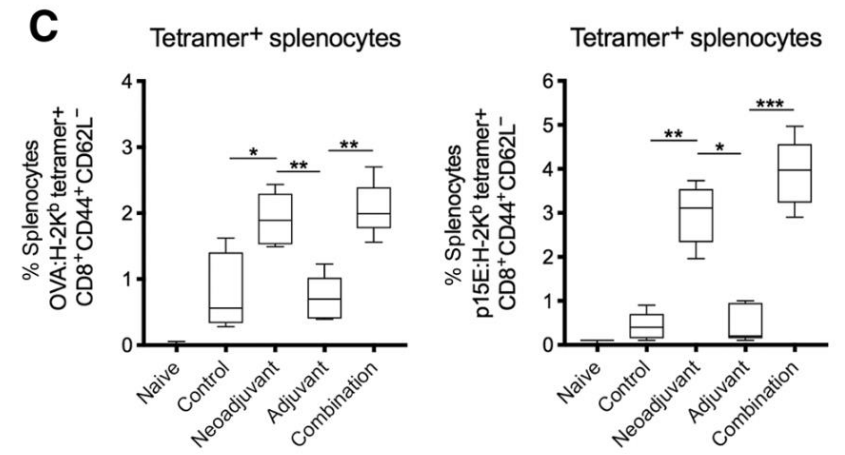 C
Tetramer⁺ splenocytes
% Splenocytes
OVA:H-2Kᵇ tetramer+
CD8⁺CD44⁺CD62L⁻
4
3
2
1
0
*
**
**
Naive
Control
Neoadjuvant
Adjuvant
Combination
Tetramer⁺ splenocytes
% Splenocytes
p15E:H-2Kᵇ tetramer+
CD8⁺CD44⁺CD62L⁻
6
5
4
3
2
1
0
**
*
***
Naive
Control
Neoadjuvant
Adjuvant
Combination